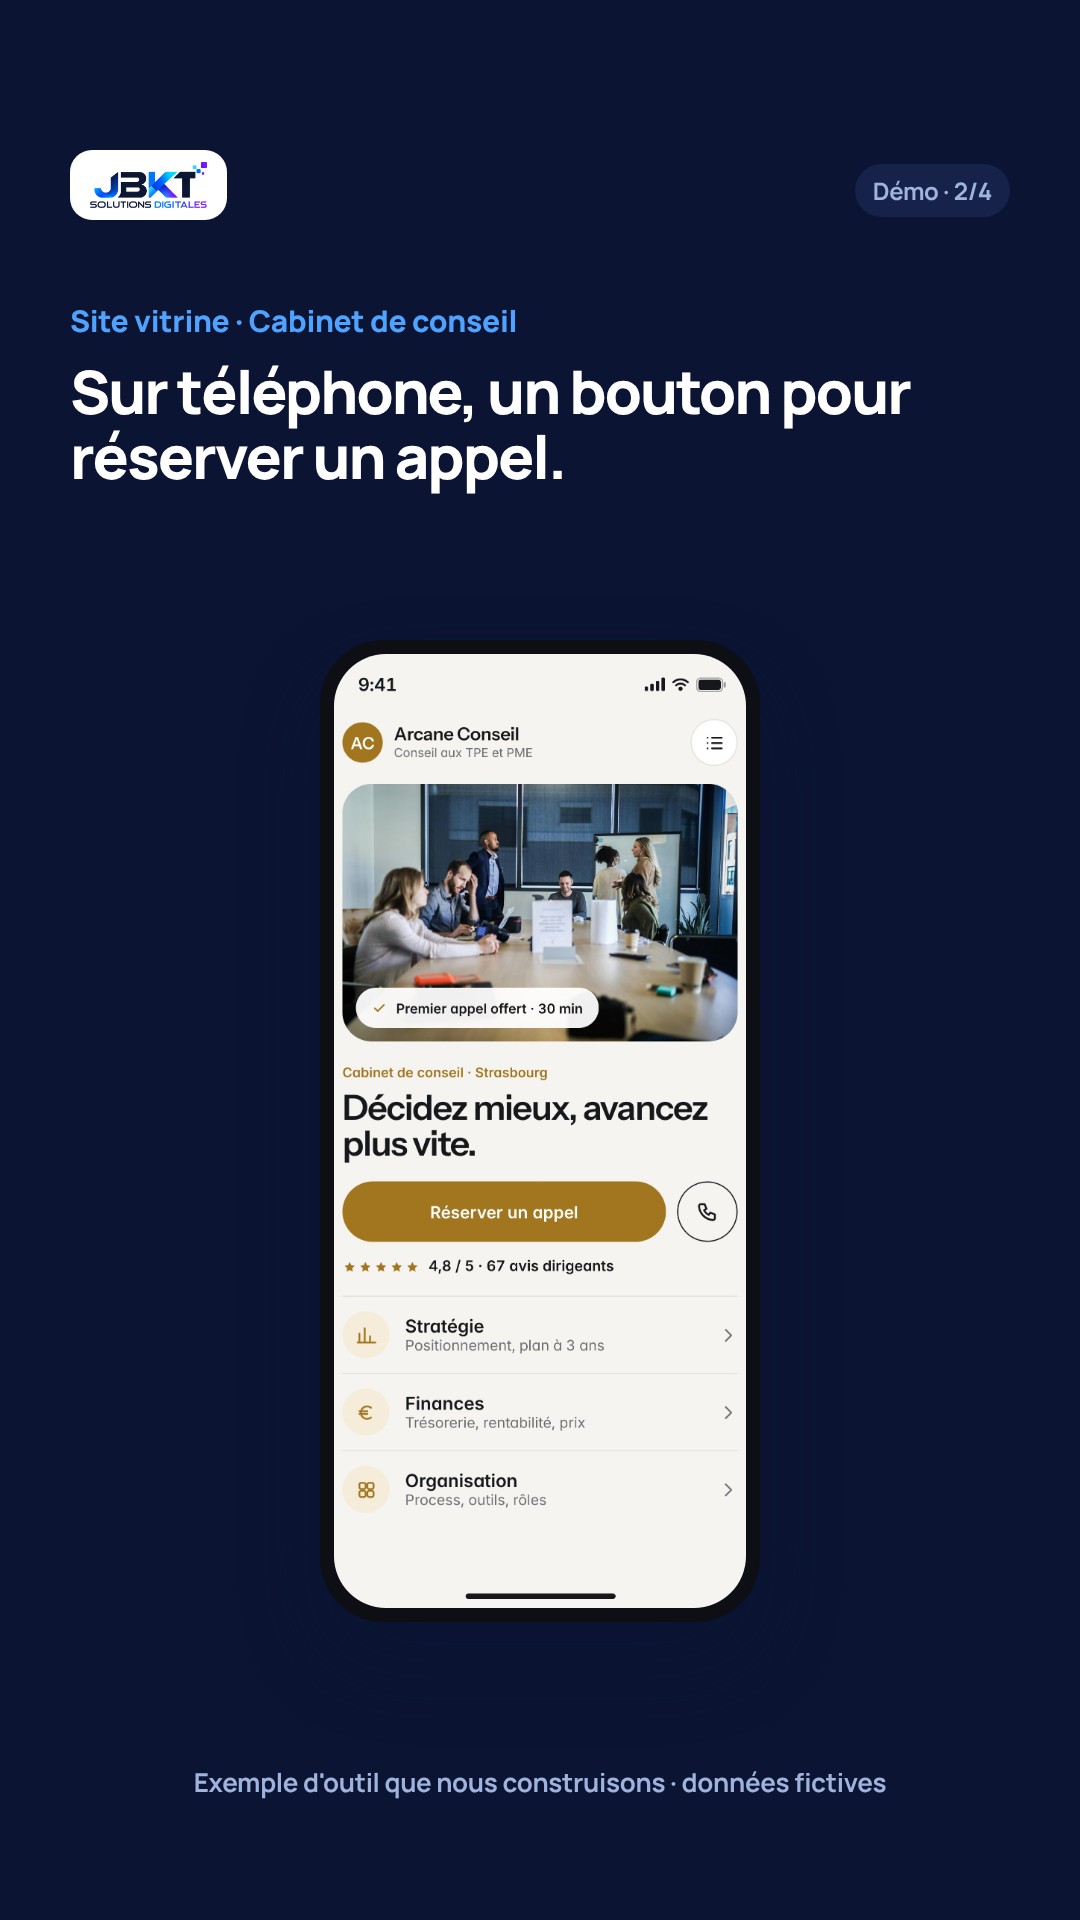 JBKT
SOLUTIONS DIGITALES
Démo · 2/4
Site vitrine · Cabinet de conseil
Sur téléphone, un bouton pour
réserver un appel.
9:41
AC
Arcane Conseil
Conseil aux TPE et PME
Premier appel offert · 30 min
Cabinet de conseil · Strasbourg
Décidez mieux, avancez
plus vite.
Réserver un appel
4,8 / 5 · 67 avis dirigeants
Stratégie
Positionnement, plan à 3 ans
Finances
Trésorerie, rentabilité, prix
Organisation
Process, outils, rôles
Exemple d'outil que nous construisons · données fictives